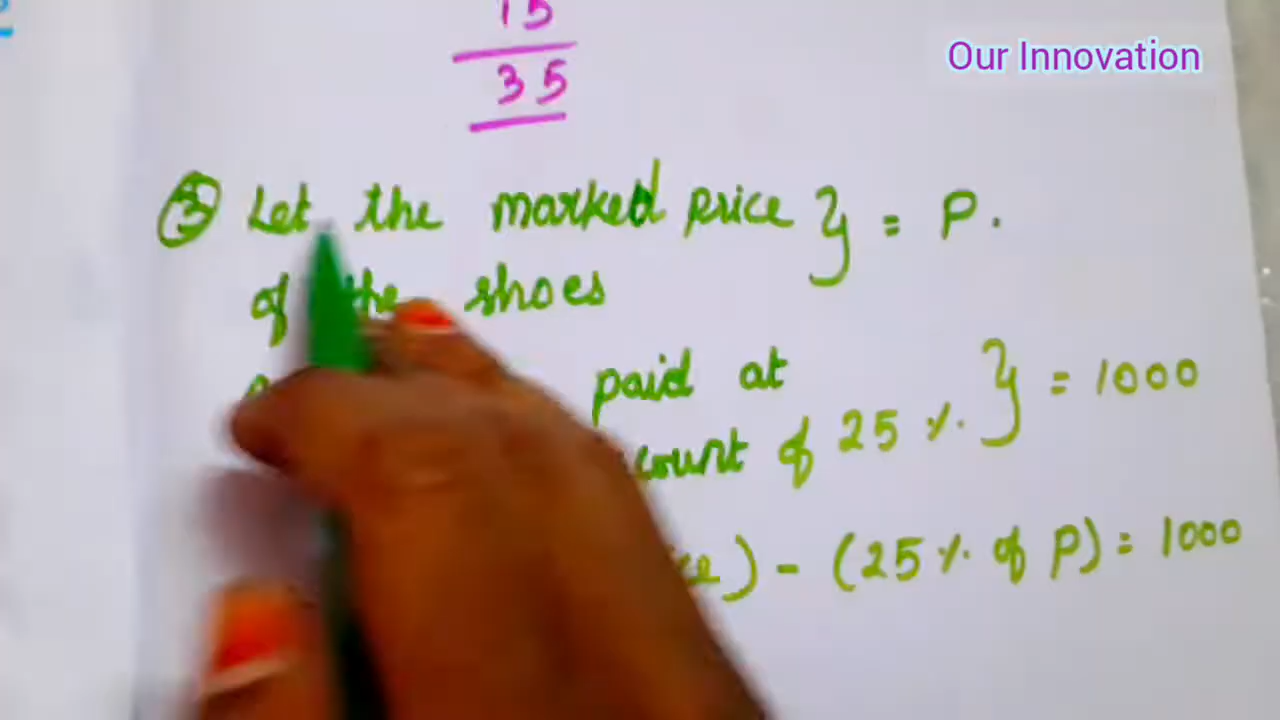 Our Innovation
15
35
③ Let the marked price } = P.
of the shoes
paid at
of 25 %. } = 1000
) - (25 %. of P) = 1000